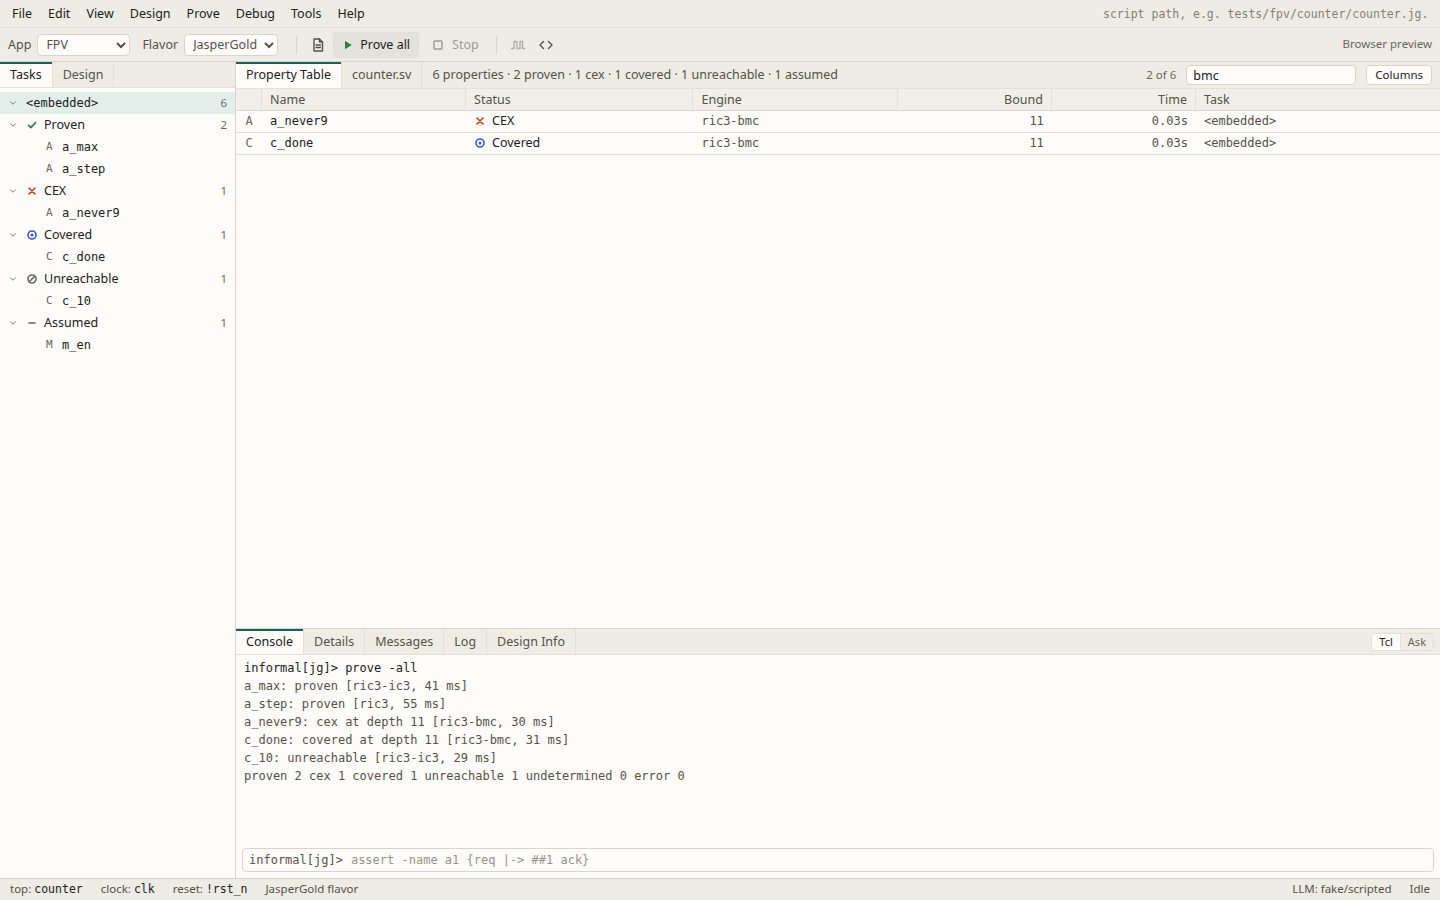 File Edit View Design Prove Debug Tools Help script path, e.g. tests/fpv/counter/counter.jg.
App FPV Flavor JasperGold Prove all Stop Browser preview
Tasks Design Property Table counter.sv 6 properties · 2 proven · 1 cex · 1 covered · 1 unreachable · 1 assumed 2 of 6 bmc Columns
Name Status Engine Bound Time Task
A a_never9 CEX ric3-bmc 11 0.03s <embedded>
C c_done Covered ric3-bmc 11 0.03s <embedded>
<embedded> 6
Proven 2
A a_max
A a_step
CEX 1
A a_never9
Covered 1
C c_done
Unreachable 1
C c_10
Assumed 1
M m_en
Console Details Messages Log Design Info Tcl Ask
informal[jg]> prove -all
a_max: proven [ric3-ic3, 41 ms]
a_step: proven [ric3, 55 ms]
a_never9: cex at depth 11 [ric3-bmc, 30 ms]
c_done: covered at depth 11 [ric3-bmc, 31 ms]
c_10: unreachable [ric3-ic3, 29 ms]
proven 2 cex 1 covered 1 unreachable 1 undetermined 0 error 0
informal[jg]> assert -name a1 {req |-> ##1 ack}
top: counter clock: clk reset: !rst_n JasperGold flavor LLM: fake/scripted Idle